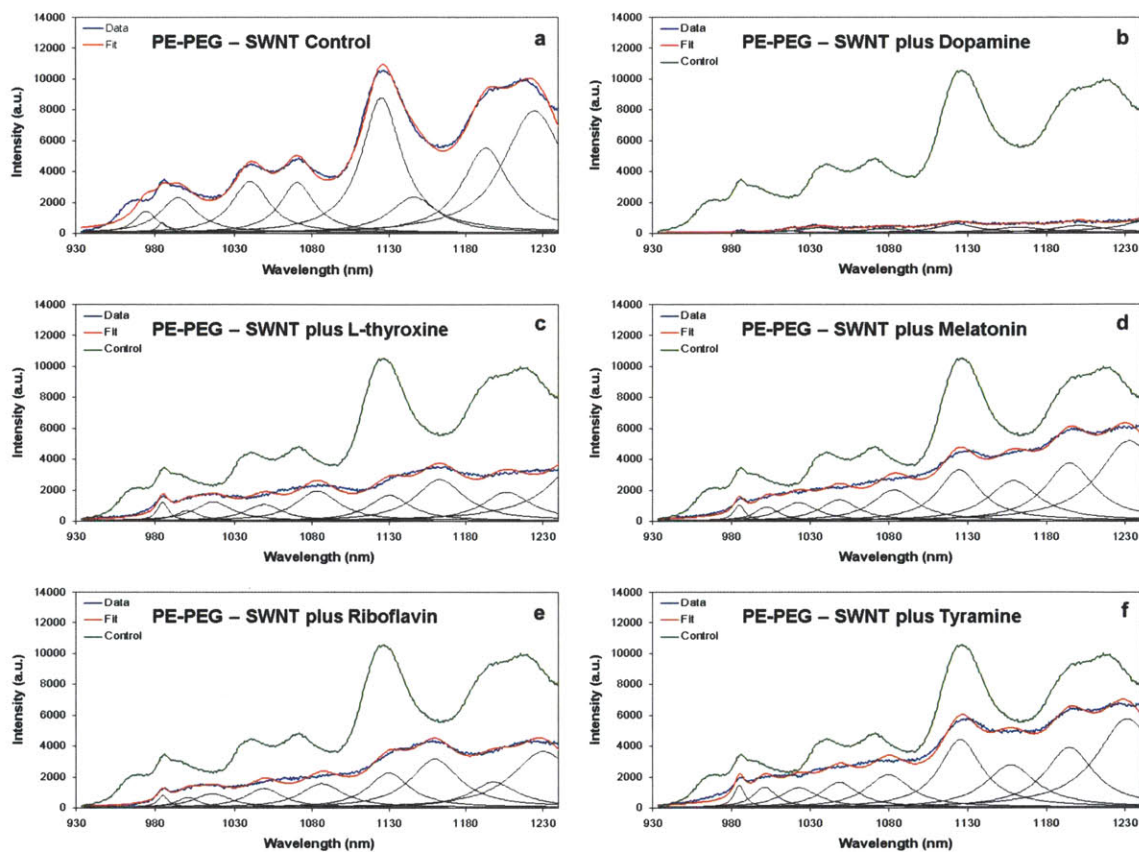 PE-PEG – SWNT Control
a
Data
Fit
14000
12000
10000
8000
6000
4000
2000
0
Intensity (a.u.)
930 980 1030 1080 1130 1180 1230
Wavelength (nm)
PE-PEG – SWNT plus Dopamine
b
Data
Fit
Control
14000
12000
10000
8000
6000
4000
2000
0
Intensity (a.u.)
930 980 1030 1080 1130 1180 1230
Wavelength (nm)
PE-PEG – SWNT plus L-thyroxine
c
Data
Fit
Control
14000
12000
10000
8000
6000
4000
2000
0
Intensity (a.u.)
930 980 1030 1080 1130 1180 1230
Wavelength (nm)
PE-PEG – SWNT plus Melatonin
d
Data
Fit
Control
14000
12000
10000
8000
6000
4000
2000
0
Intensity (a.u.)
930 980 1030 1080 1130 1180 1230
Wavelength (nm)
PE-PEG – SWNT plus Riboflavin
e
Data
Fit
Control
14000
12000
10000
8000
6000
4000
2000
0
Intensity (a.u.)
930 980 1030 1080 1130 1180 1230
Wavelength (nm)
PE-PEG – SWNT plus Tyramine
f
Data
Fit
Control
14000
12000
10000
8000
6000
4000
2000
0
Intensity (a.u.)
930 980 1030 1080 1130 1180 1230
Wavelength (nm)